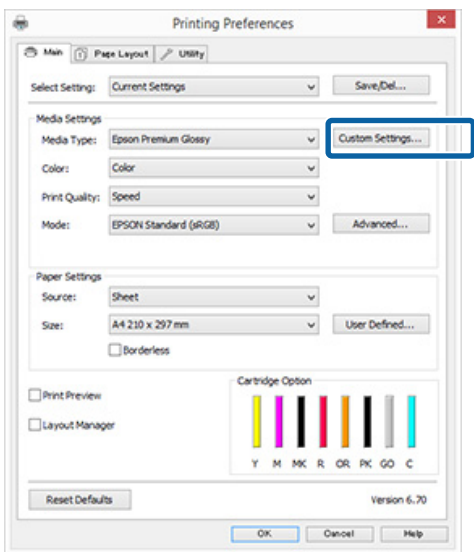 Printing Preferences
Main Page Layout Utility
Select Setting: Current Settings Save/Del...
Media Settings
Media Type: Epson Premium Glossy Custom Settings...
Color: Color
Print Quality: Speed
Mode: EPSON Standard (sRGB) Advanced...
Paper Settings
Source: Sheet
Size: A4 210 x 297 mm User Defined...
Borderless
Print Preview
Layout Manager
Cartridge Option
Y M MK R OR PK GO C
Reset Defaults Version 6.70
OK Cancel Help